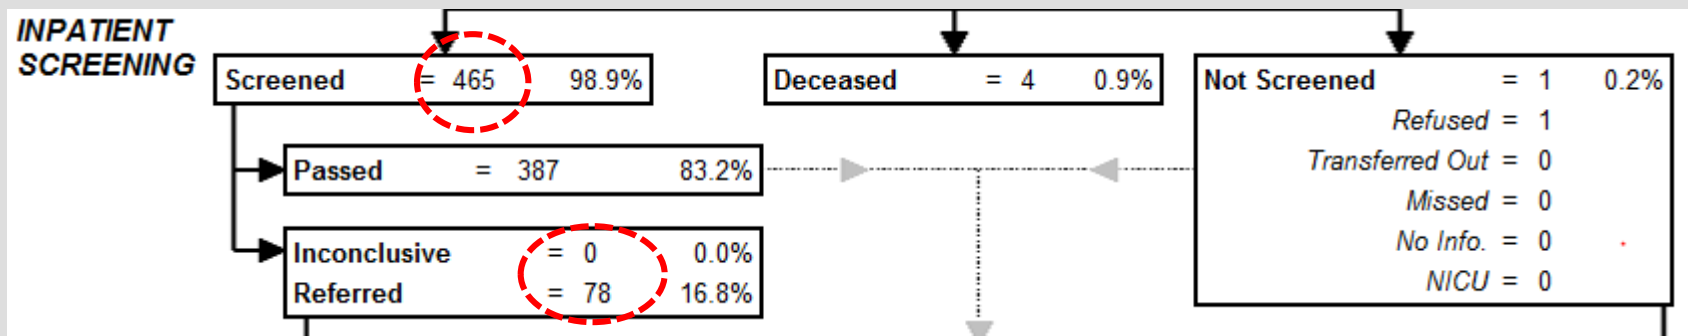 INPATIENT
SCREENING
Screened = 465 98.9%
Deceased = 4 0.9%
Not Screened = 1 0.2%
Refused = 1
Transferred Out = 0
Missed = 0
No Info. = 0
NICU = 0
Passed = 387 83.2%
Inconclusive = 0 0.0%
Referred = 78 16.8%